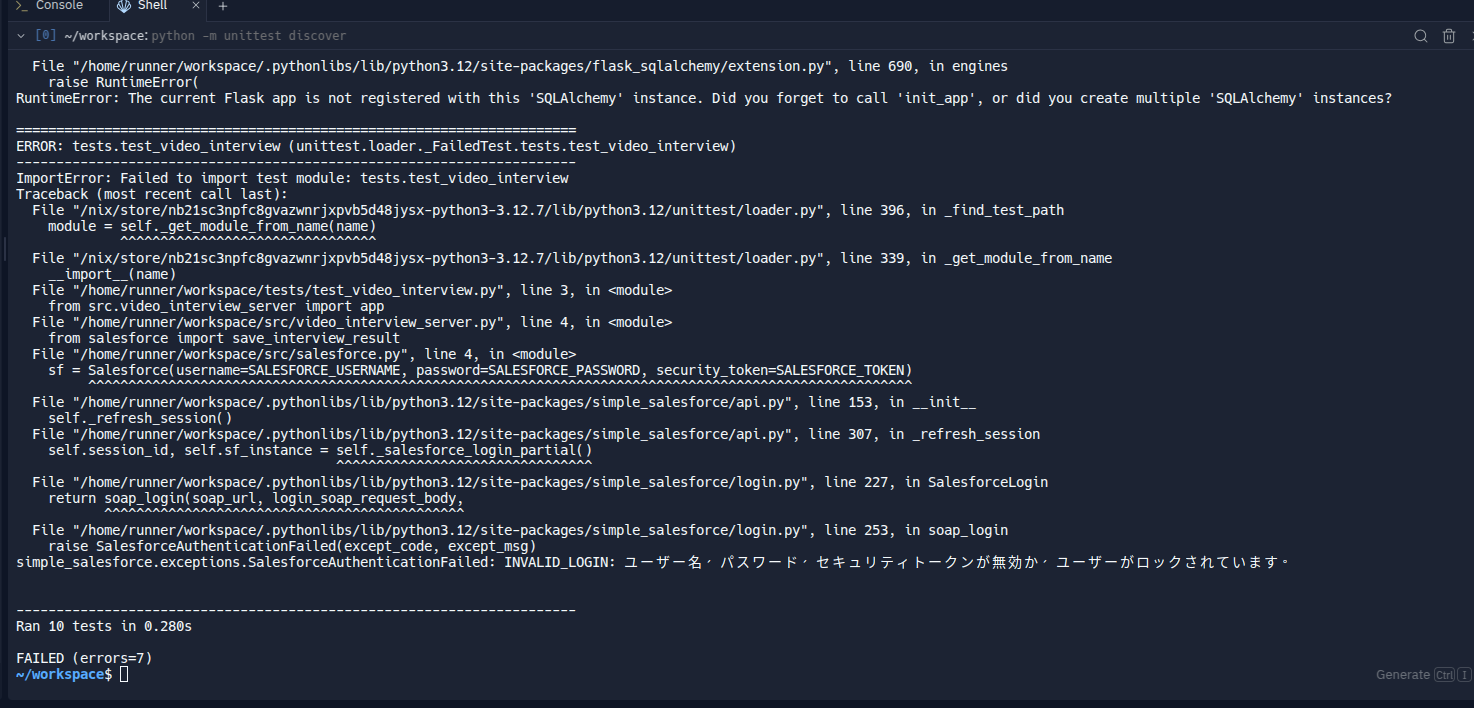 >_ Console Shell × +
[0] ~/workspace: python -m unittest discover
File "/home/runner/workspace/.pythonlibs/lib/python3.12/site-packages/flask_sqlalchemy/extension.py", line 690, in engines
raise RuntimeError(
RuntimeError: The current Flask app is not registered with this 'SQLAlchemy' instance. Did you forget to call 'init_app', or did you create multiple 'SQLAlchemy' instances?
======================================================================
ERROR: tests.test_video_interview (unittest.loader._FailedTest.tests.test_video_interview)
----------------------------------------------------------------------
ImportError: Failed to import test module: tests.test_video_interview
Traceback (most recent call last):
File "/nix/store/nb21sc3npfc8gvazwnrjxpvb5d48jysx-python3-3.12.7/lib/python3.12/unittest/loader.py", line 396, in _find_test_path
module = self._get_module_from_name(name)
^^^^^^^^^^^^^^^^^^^^^^^^^^^^^^^^
File "/nix/store/nb21sc3npfc8gvazwnrjxpvb5d48jysx-python3-3.12.7/lib/python3.12/unittest/loader.py", line 339, in _get_module_from_name
__import__(name)
File "/home/runner/workspace/tests/test_video_interview.py", line 3, in <module>
from src.video_interview_server import app
File "/home/runner/workspace/src/video_interview_server.py", line 4, in <module>
from salesforce import save_interview_result
File "/home/runner/workspace/src/salesforce.py", line 4, in <module>
sf = Salesforce(username=SALESFORCE_USERNAME, password=SALESFORCE_PASSWORD, security_token=SALESFORCE_TOKEN)
^^^^^^^^^^^^^^^^^^^^^^^^^^^^^^^^^^^^^^^^^^^^^^^^^^^^^^^^^^^^^^^^^^^^^^^^^^^^^^^^^^^^^^^^^^^^^^^^^^^^^^^
File "/home/runner/workspace/.pythonlibs/lib/python3.12/site-packages/simple_salesforce/api.py", line 153, in __init__
self._refresh_session()
File "/home/runner/workspace/.pythonlibs/lib/python3.12/site-packages/simple_salesforce/api.py", line 307, in _refresh_session
self.session_id, self.sf_instance = self._salesforce_login_partial()
^^^^^^^^^^^^^^^^^^^^^^^^^^^^^^^^
File "/home/runner/workspace/.pythonlibs/lib/python3.12/site-packages/simple_salesforce/login.py", line 227, in SalesforceLogin
return soap_login(soap_url, login_soap_request_body,
^^^^^^^^^^^^^^^^^^^^^^^^^^^^^^^^^^^^^^^^^^^^^
File "/home/runner/workspace/.pythonlibs/lib/python3.12/site-packages/simple_salesforce/login.py", line 253, in soap_login
raise SalesforceAuthenticationFailed(except_code, except_msg)
simple_salesforce.exceptions.SalesforceAuthenticationFailed: INVALID_LOGIN: ユーザー名、パスワード、セキュリティトークンが無効か、ユーザーがロックされています。
----------------------------------------------------------------------
Ran 10 tests in 0.280s
FAILED (errors=7)
~/workspace$
Generate Ctrl I